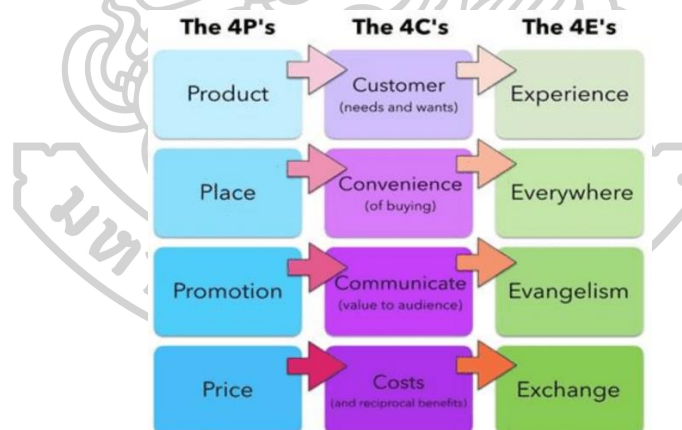 The 4P's The 4C's The 4E's
Product Customer Experience
(needs and wants)
Place Convenience Everywhere
(of buying)
Promotion Communicate Evangelism
(value to audience)
Price Costs Exchange
(and reciprocal benefits)